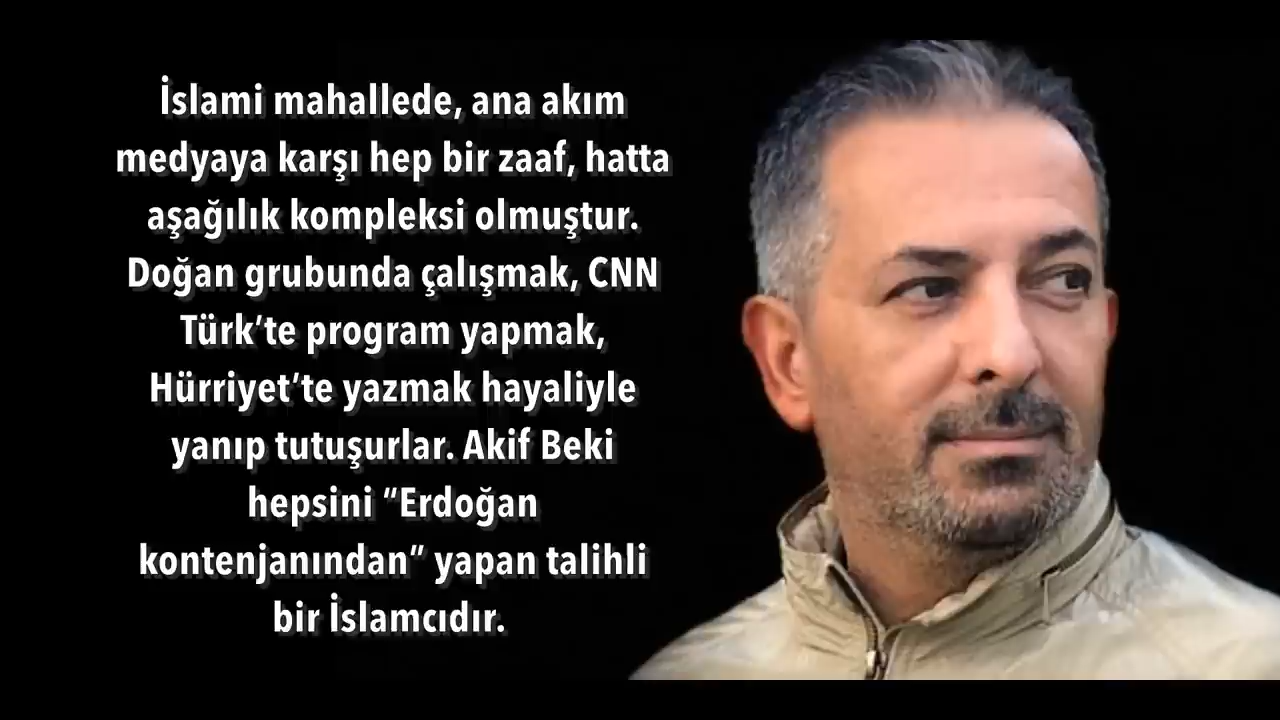 İslami mahallede, ana akım
medyaya karşı hep bir zaaf, hatta
aşağılık kompleksi olmuştur.
Doğan grubunda çalışmak, CNN
Türk’te program yapmak,
Hürriyet’te yazmak hayaliyle
yanıp tutuşurlar. Akif Beki
hepsini “Erdoğan
kontenjanından” yapan talihli
bir İslamcıdır.